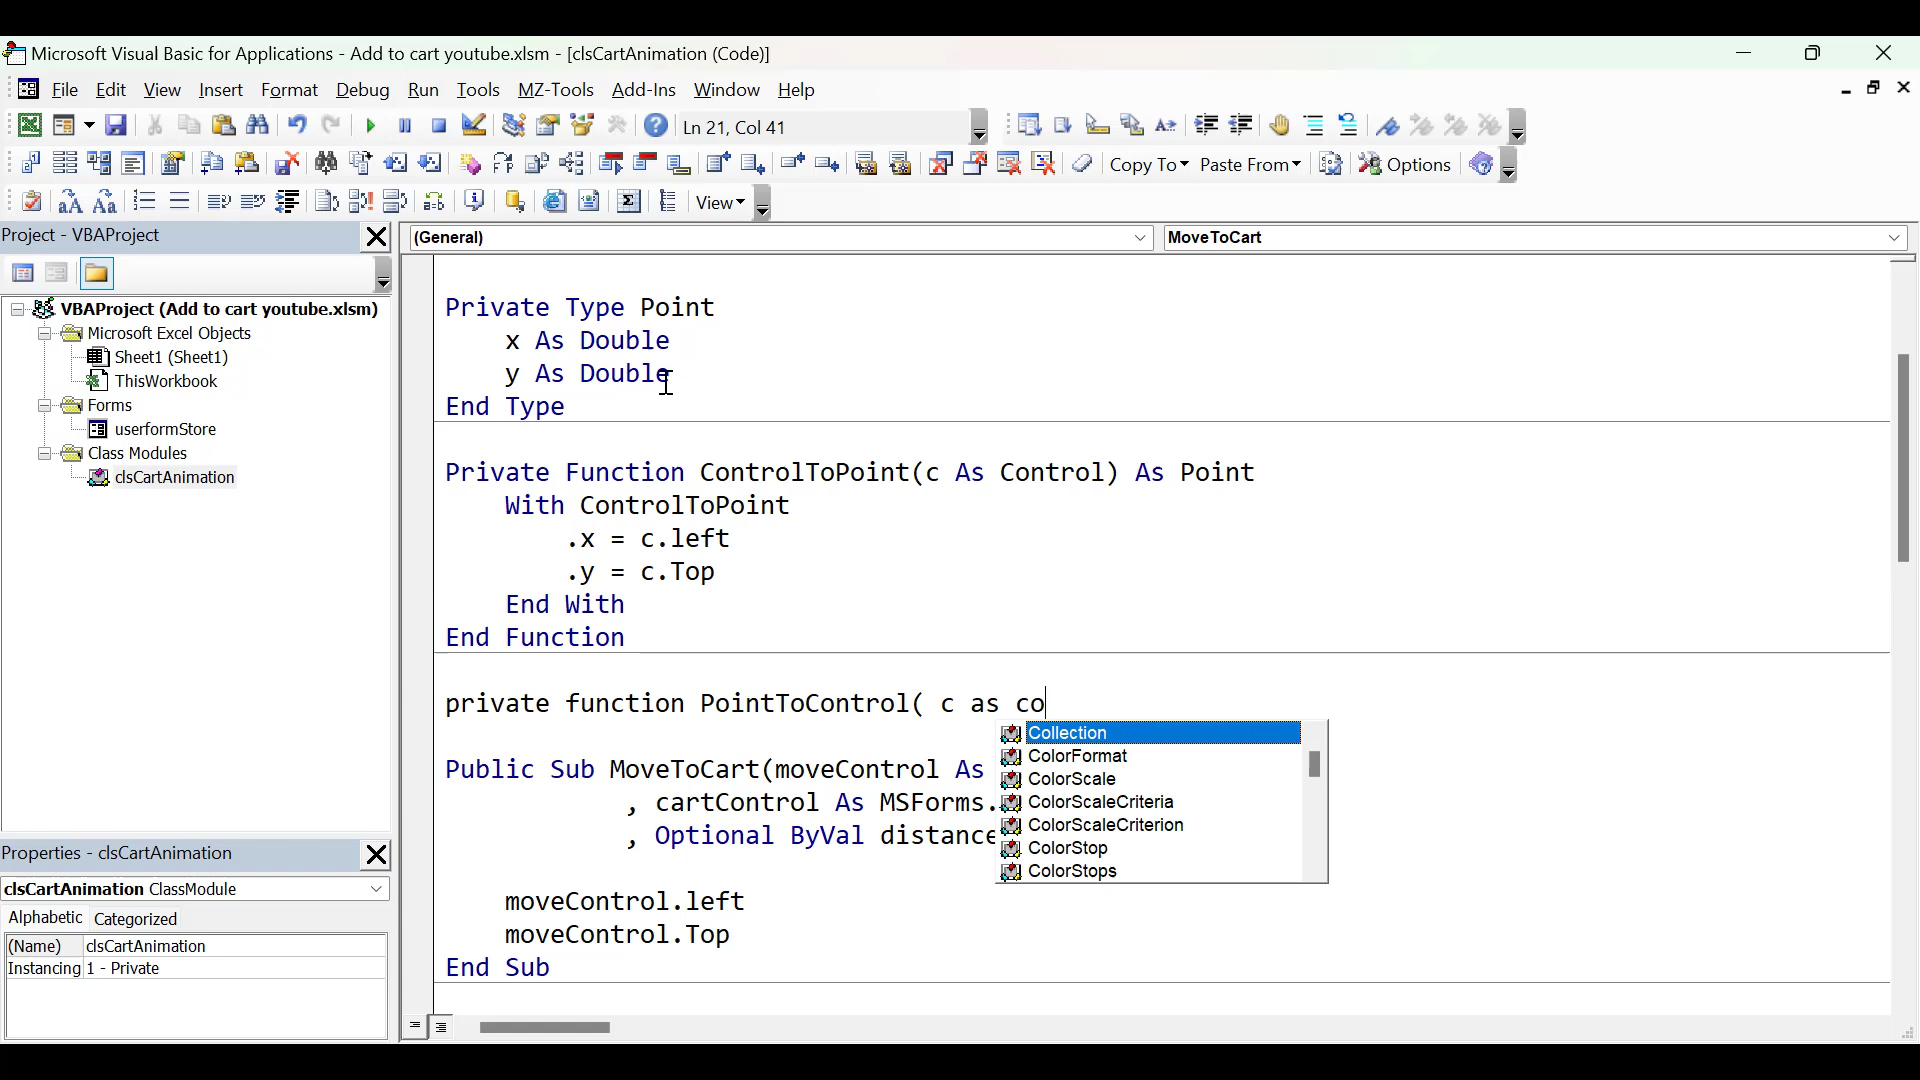 Microsoft Visual Basic for Applications - Add to cart youtube.xlsm - [clsCartAnimation (Code)]
File Edit View Insert Format Debug Run Tools MZ-Tools Add-Ins Window Help
Ln 21, Col 41
Copy To Paste From Options
View
Project - VBAProject
(General) MoveToCart
VBAProject (Add to cart youtube.xlsm)
Microsoft Excel Objects
Sheet1 (Sheet1)
ThisWorkbook
Forms
userformStore
Class Modules
clsCartAnimation
Private Type Point
x As Double
y As Double
End Type
Private Function ControlToPoint(c As Control) As Point
With ControlToPoint
.x = c.left
.y = c.Top
End With
End Function
private function PointToControl( c as co
Collection
ColorFormat
ColorScale
ColorScaleCriteria
ColorScaleCriterion
ColorStop
ColorStops
Public Sub MoveToCart(moveControl As
, cartControl As MSForms.
, Optional ByVal distance
moveControl.left
moveControl.Top
End Sub
Properties - clsCartAnimation
clsCartAnimation ClassModule
Alphabetic Categorized
(Name) clsCartAnimation
Instancing 1 - Private